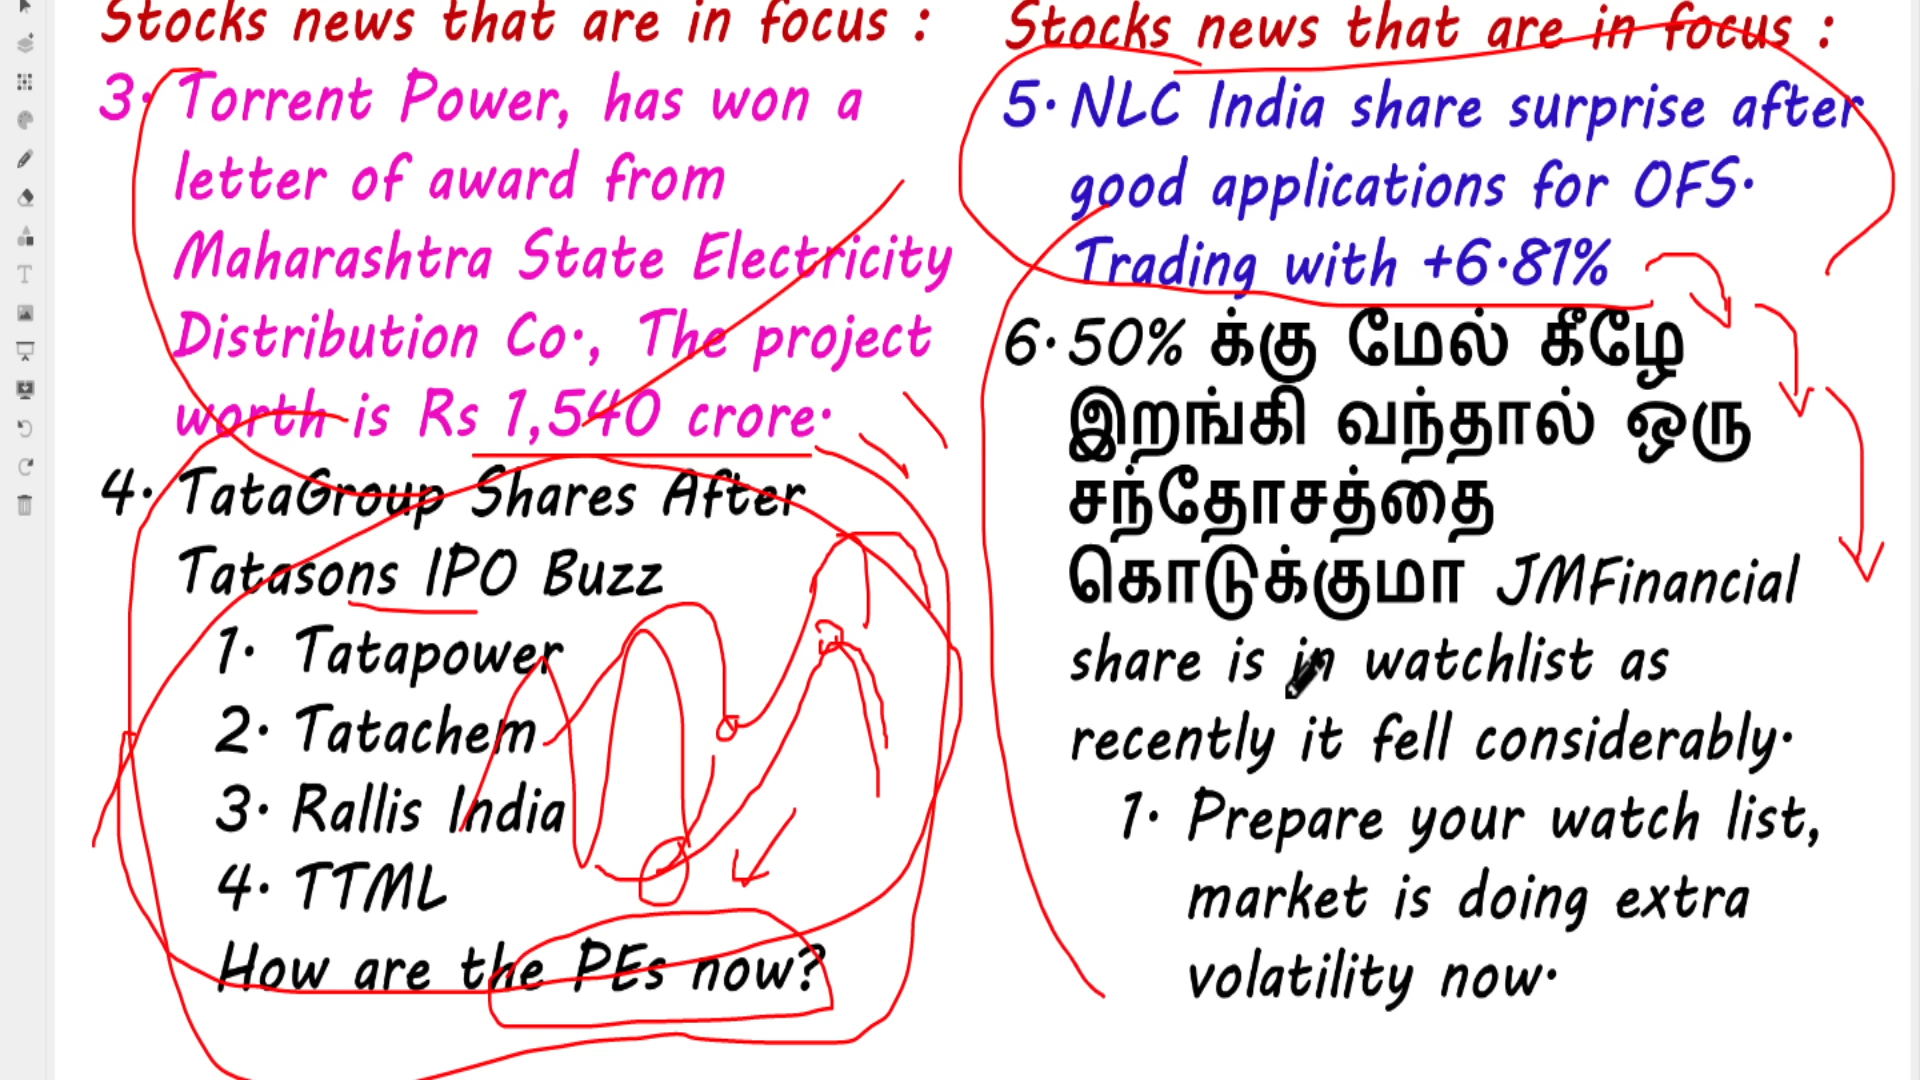 Stocks news that are in focus :
3. Torrent Power, has won a
letter of award from
Maharashtra State Electricity
Distribution Co., The project
worth is Rs 1,540 crore.
4. TataGroup Shares After
Tatasons IPO Buzz
1. Tatapower
2. Tatachem
3. Rallis India
4. TTML
How are the PEs now?
Stocks news that are in focus :
5. NLC India share surprise after
good applications for OFS.
Trading with +6.81%
6. 50% க்கு மேல் கீழே
இறங்கி வந்தால் ஒரு
சந்தோசத்தை
கொடுக்குமா JMFinancial
share is in watchlist as
recently it fell considerably.
1. Prepare your watch list,
market is doing extra
volatility now.